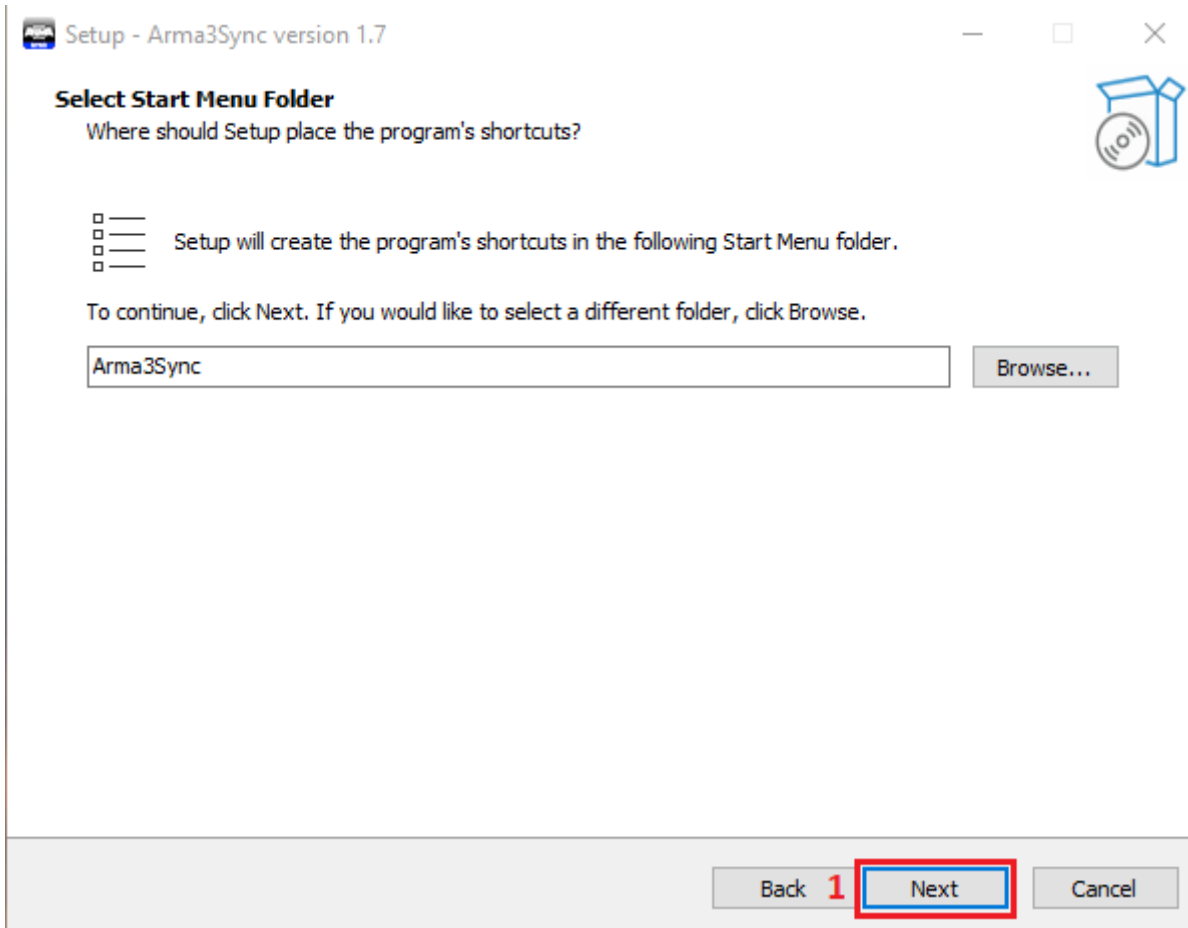 Setup - Arma3Sync version 1.7
Select Start Menu Folder
Where should Setup place the program's shortcuts?
Setup will create the program's shortcuts in the following Start Menu folder.
To continue, click Next. If you would like to select a different folder, click Browse.
Arma3Sync
Browse...
Back 1 Next Cancel